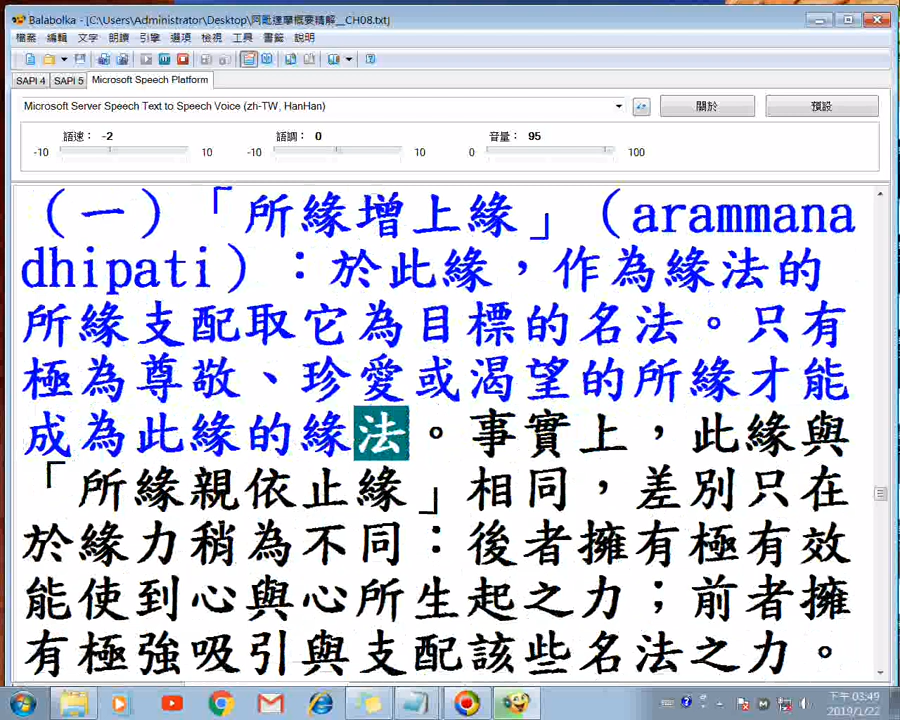 Balabolka - [C:\Users\Administrator\Desktop\阿毗達摩概要精解__CH08.txt]
檔案 編輯 文字 朗讀 引擎 選項 檢視 工具 書籤 說明
SAPI 4 SAPI 5 Microsoft Speech Platform
Microsoft Server Speech Text to Speech Voice (zh-TW, HanHan) 關於 預設
語速： -2 語調： 0 音量： 95
-10 10 -10 10 0 100
（一）「所緣增上緣」（arammana
dhipati）：於此緣，作為緣法的
所緣支配取它為目標的名法。只有
極為尊敬、珍愛或渴望的所緣才能
成為此緣的緣法。事實上，此緣與
「所緣親依止緣」相同，差別只在
於緣力稍為不同：後者擁有極有效
能使到心與心所生起之力；前者擁
有極強吸引與支配該些名法之力。
下午 03:49
2019/1/22